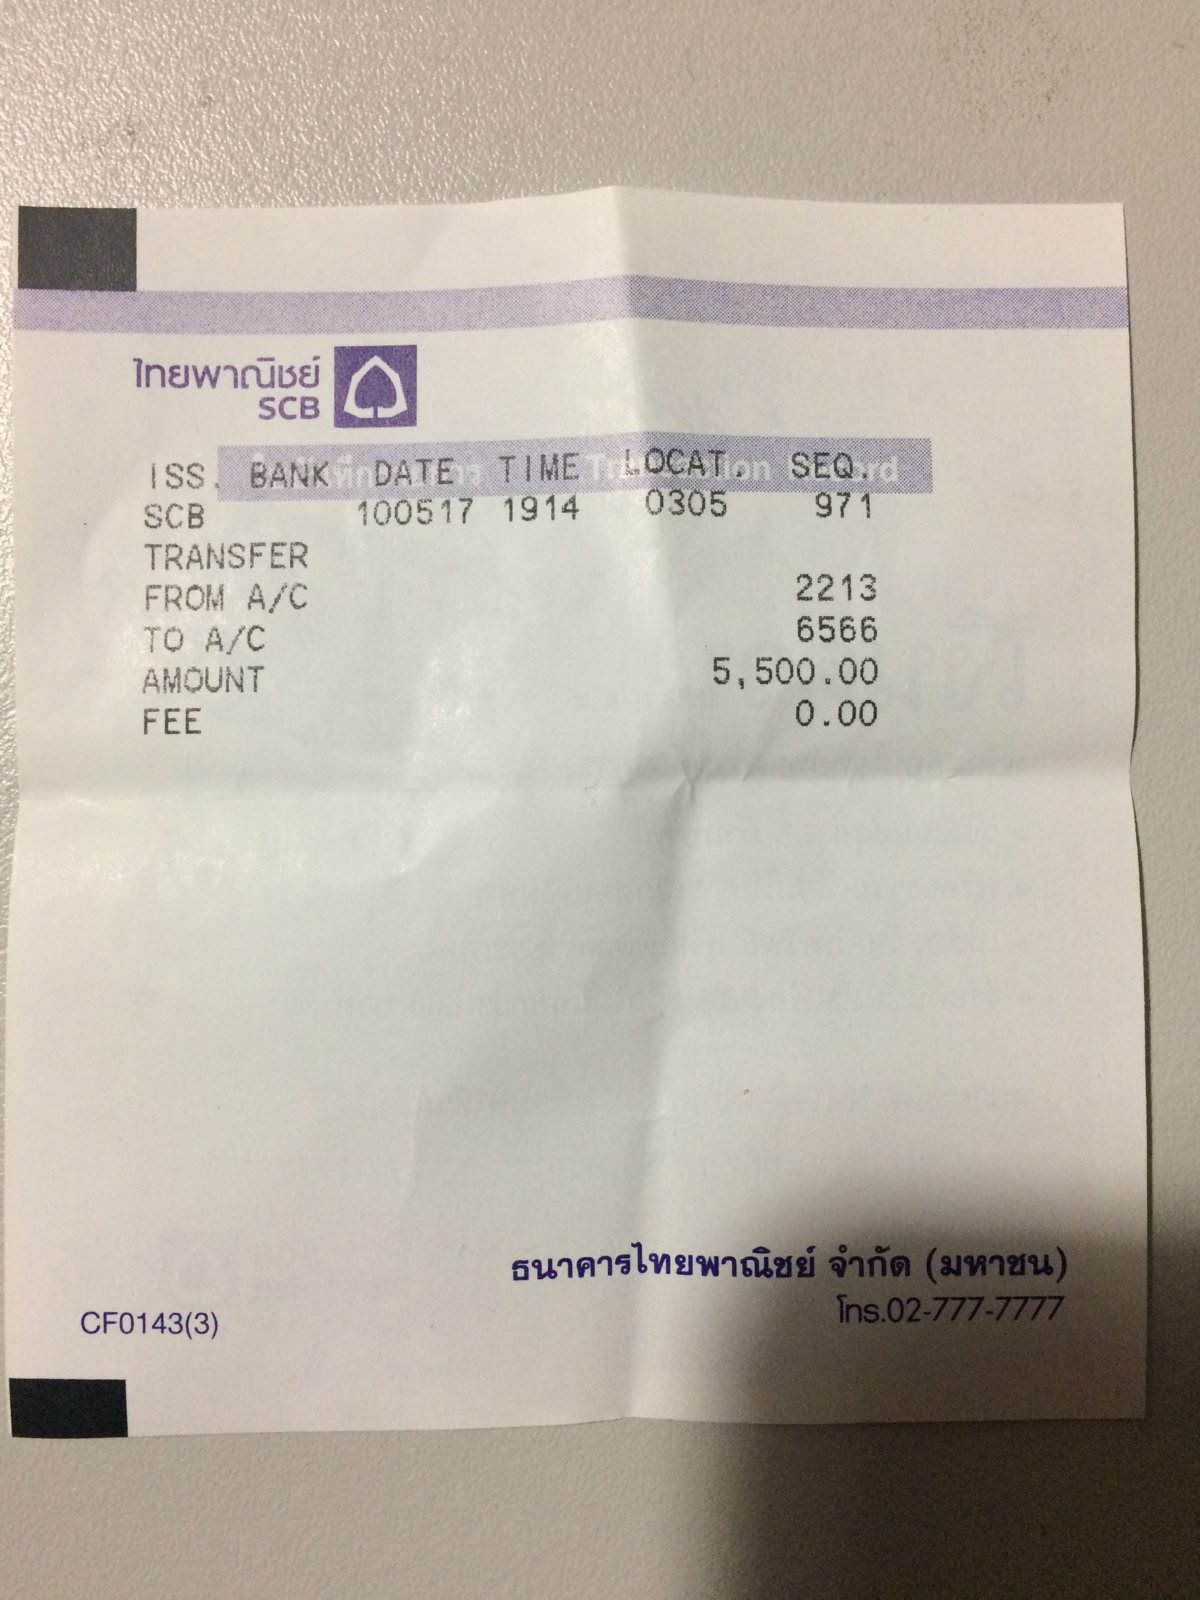 ไทยพาณิชย์
SCB
ISS. BANK DATE TIME LOCAT. SEQ.
SCB 100517 1914 0305 971
TRANSFER
FROM A/C 2213
TO A/C 6566
AMOUNT 5,500.00
FEE 0.00
ธนาคารไทยพาณิชย์ จำกัด (มหาชน)
CF0143(3) โทร.02-777-7777